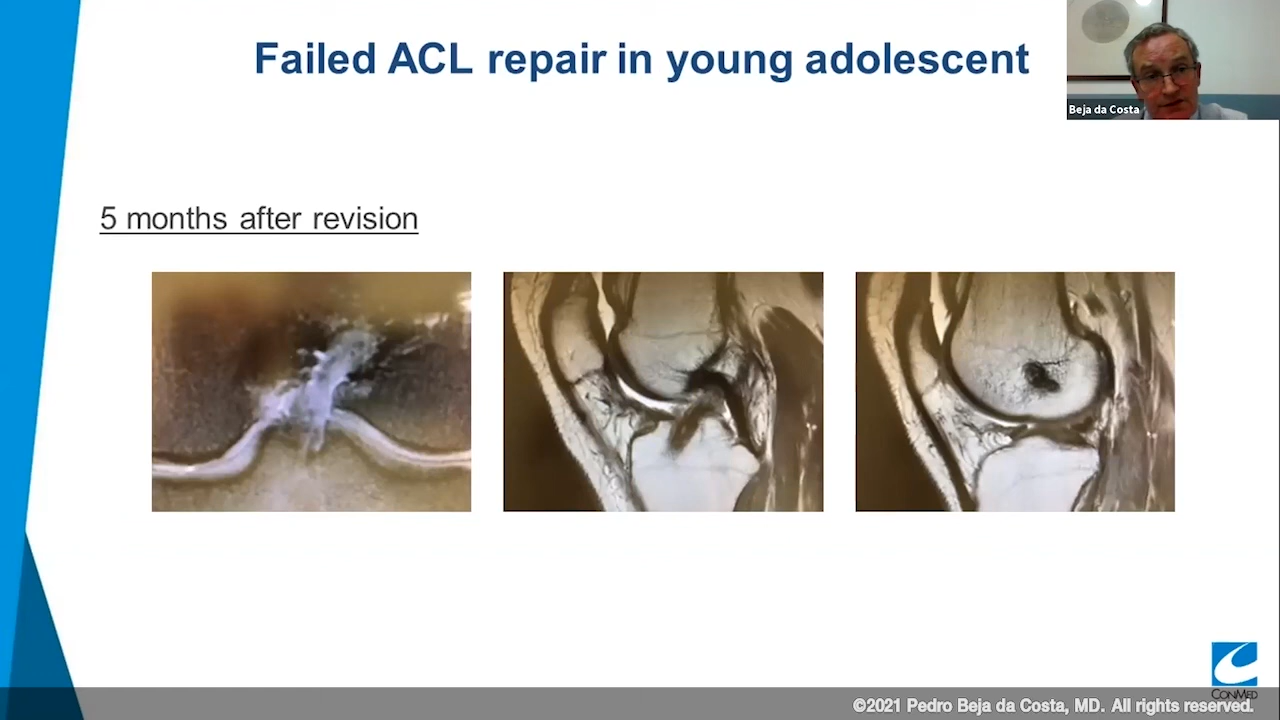 Failed ACL repair in young adolescent
Beja da Costa
5 months after revision
CONMED
©2021 Pedro Beja da Costa, MD. All rights reserved.